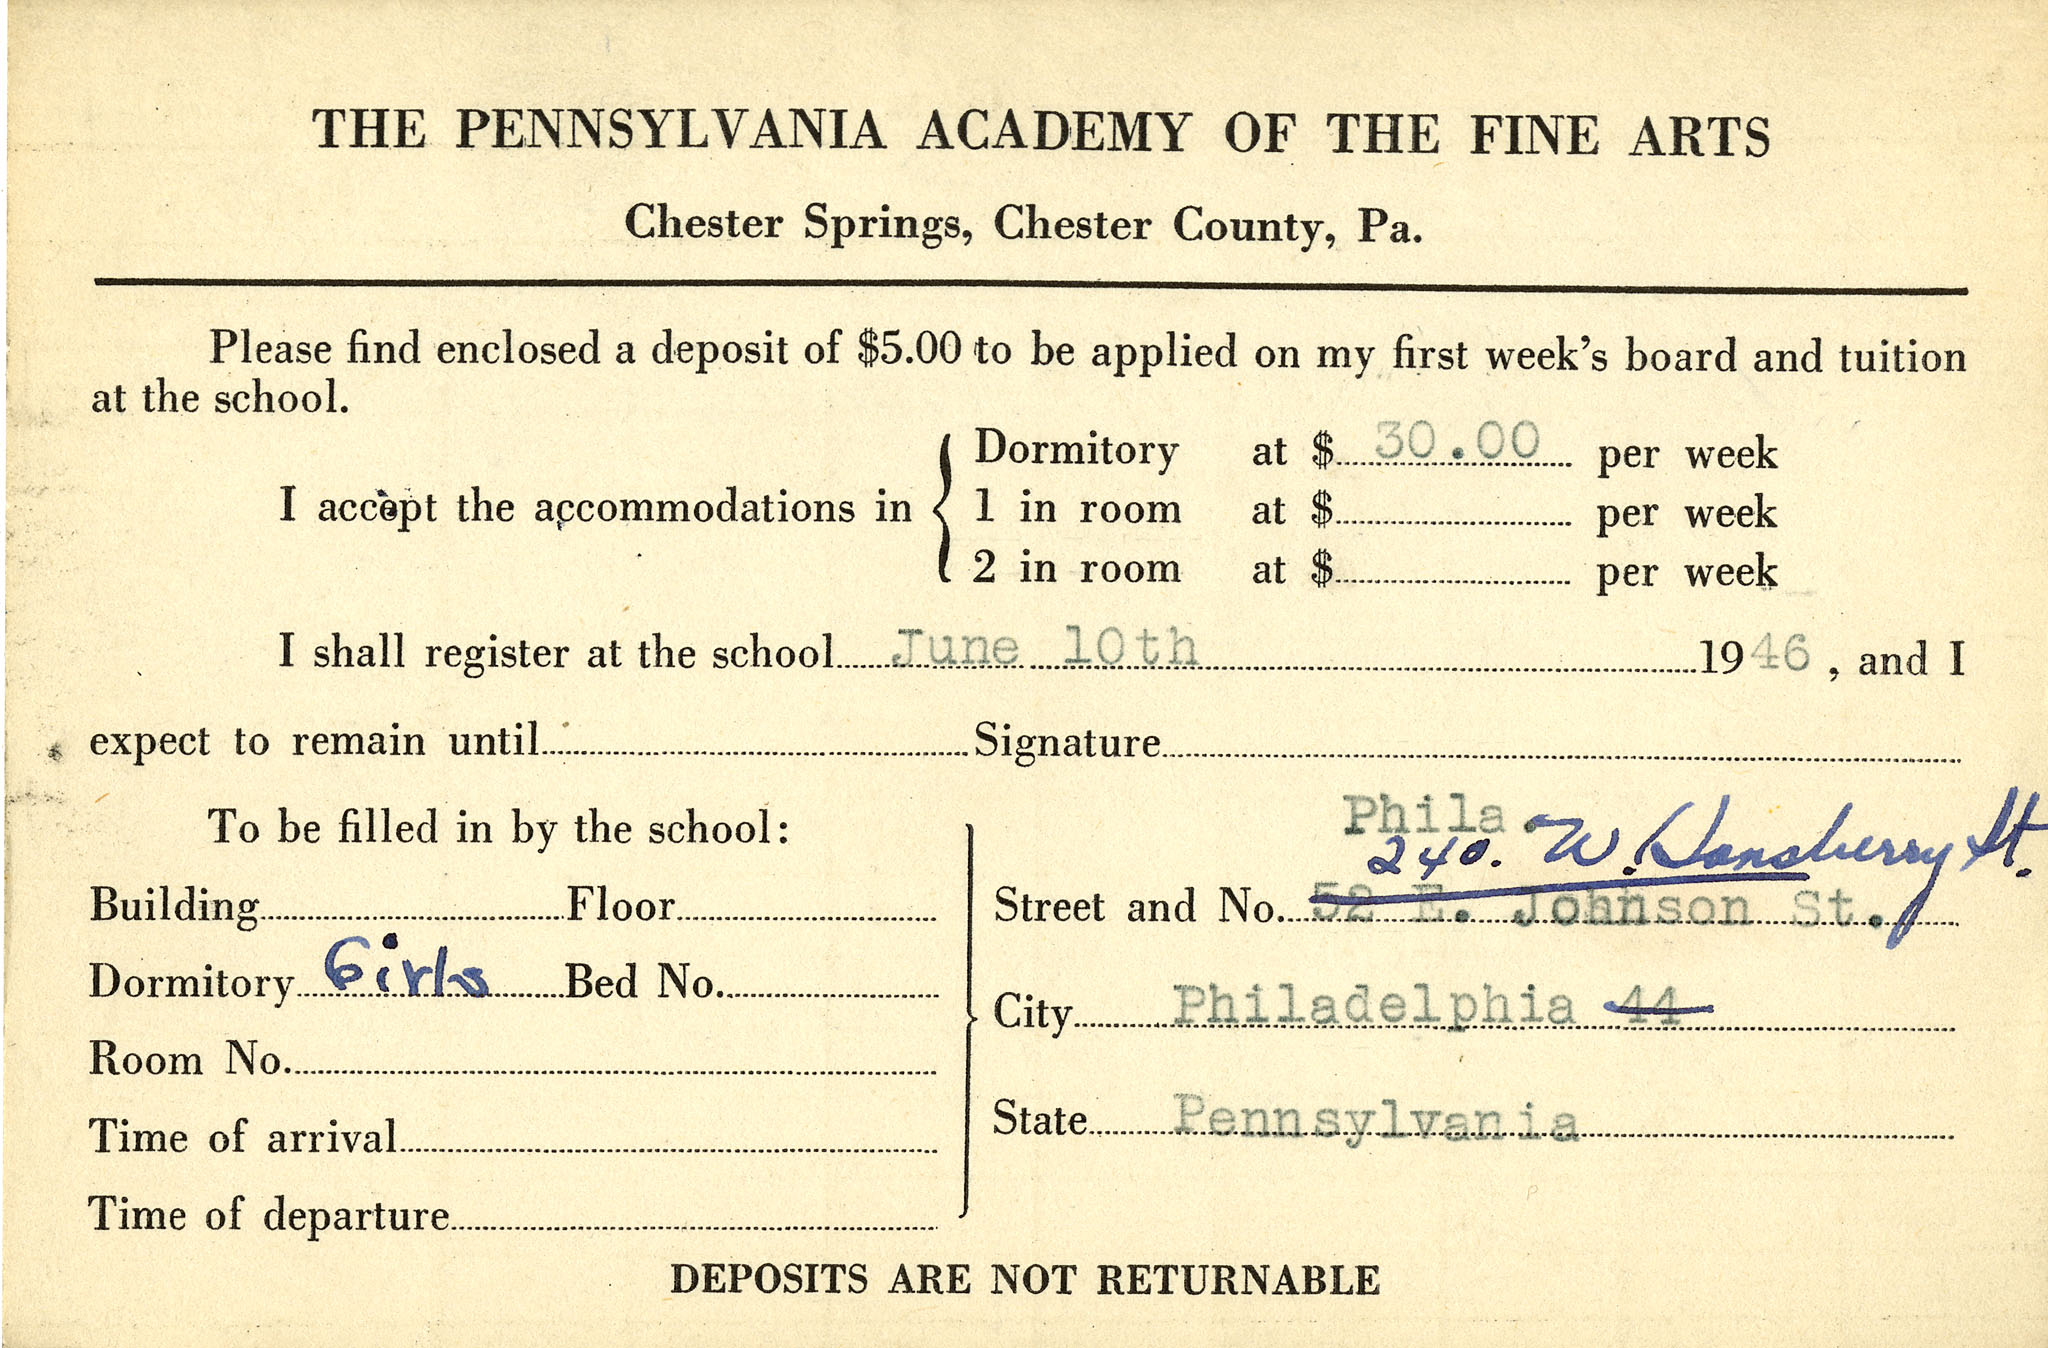 THE PENNSYLVANIA ACADEMY OF THE FINE ARTS
Chester Springs, Chester County, Pa.
Please find enclosed a deposit of $5.00 to be applied on my first week's board and tuition
at the school.
I accept the accommodations in
Dormitory at $ 30.00 per week
1 in room at $ per week
2 in room at $ per week
I shall register at the school June 10th 1946, and I
expect to remain until Signature
To be filled in by the school:
Building Floor
Dormitory Girls Bed No.
Room No.
Time of arrival
Time of departure
Phila.
240. W. Hansberry St.
Street and No. 52 E. Johnson St.
City Philadelphia 44
State Pennsylvania
DEPOSITS ARE NOT RETURNABLE